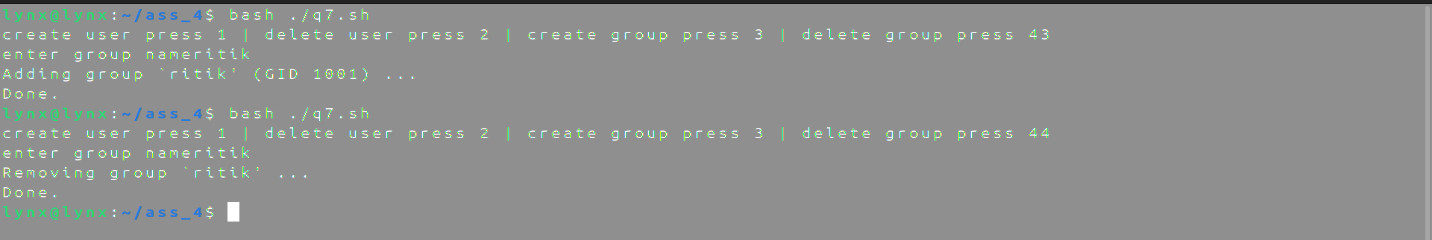 lynx@lynx:~/ass_4$ bash ./q7.sh
create user press 1 | delete user press 2 | create group press 3 | delete group press 43
enter group nameritik
Adding group `ritik' (GID 1001) ...
Done.
lynx@lynx:~/ass_4$ bash ./q7.sh
create user press 1 | delete user press 2 | create group press 3 | delete group press 44
enter group nameritik
Removing group `ritik' ...
Done.
lynx@lynx:~/ass_4$